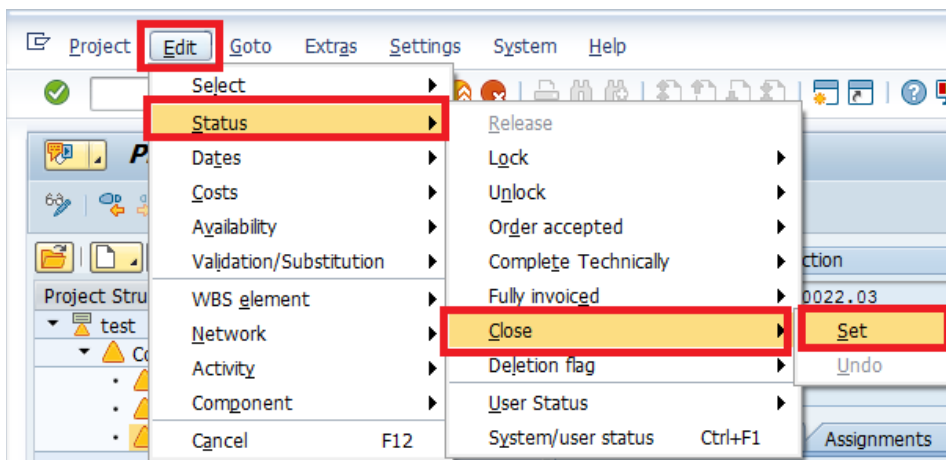 Project Edit Goto Extras Settings System Help
Select
Status
Dates
Costs
Availability
Validation/Substitution
WBS element
Network
Activity
Component
Cancel F12
Release
Lock
Unlock
Order accepted
Complete Technically
Fully invoiced
Close
Deletion flag
User Status
System/user status Ctrl+F1
Set
Undo
ction
0022.03
Project Stru
test
Assignments